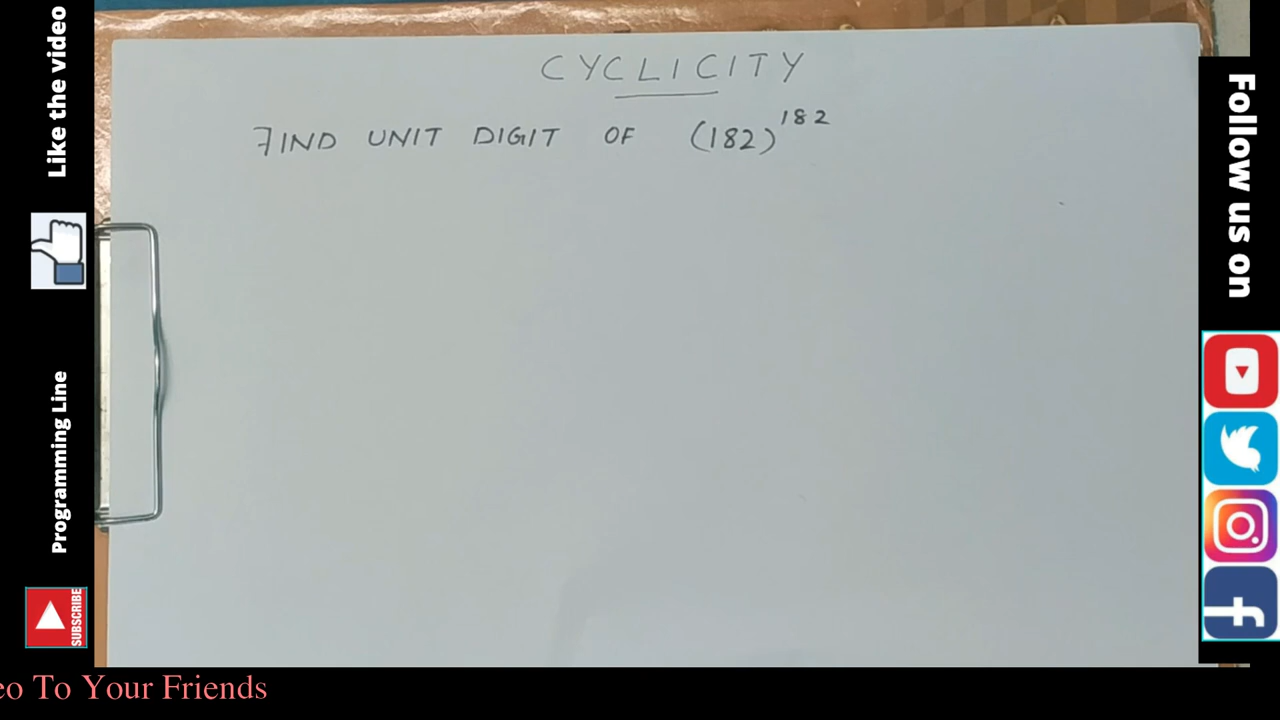 CYCLICITY
FIND UNIT DIGIT OF (182)^182
Like the video
Programming Line
SUBSCRIBE
Follow us on
eo To Your Friends